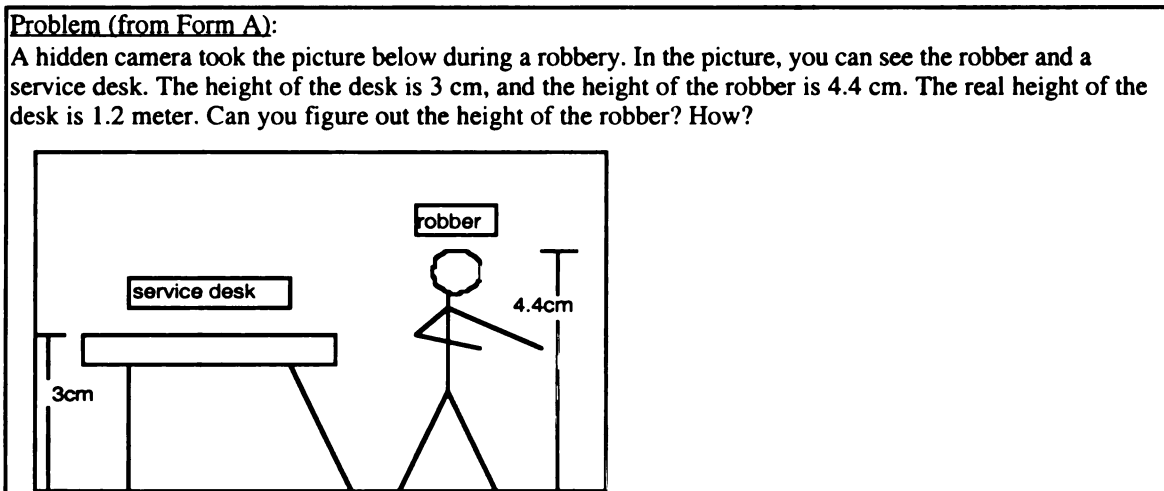 Problem (from Form A):
A hidden camera took the picture below during a robbery. In the picture, you can see the robber and a
service desk. The height of the desk is 3 cm, and the height of the robber is 4.4 cm. The real height of the
desk is 1.2 meter. Can you figure out the height of the robber? How?
robber
service desk
4.4cm
3cm